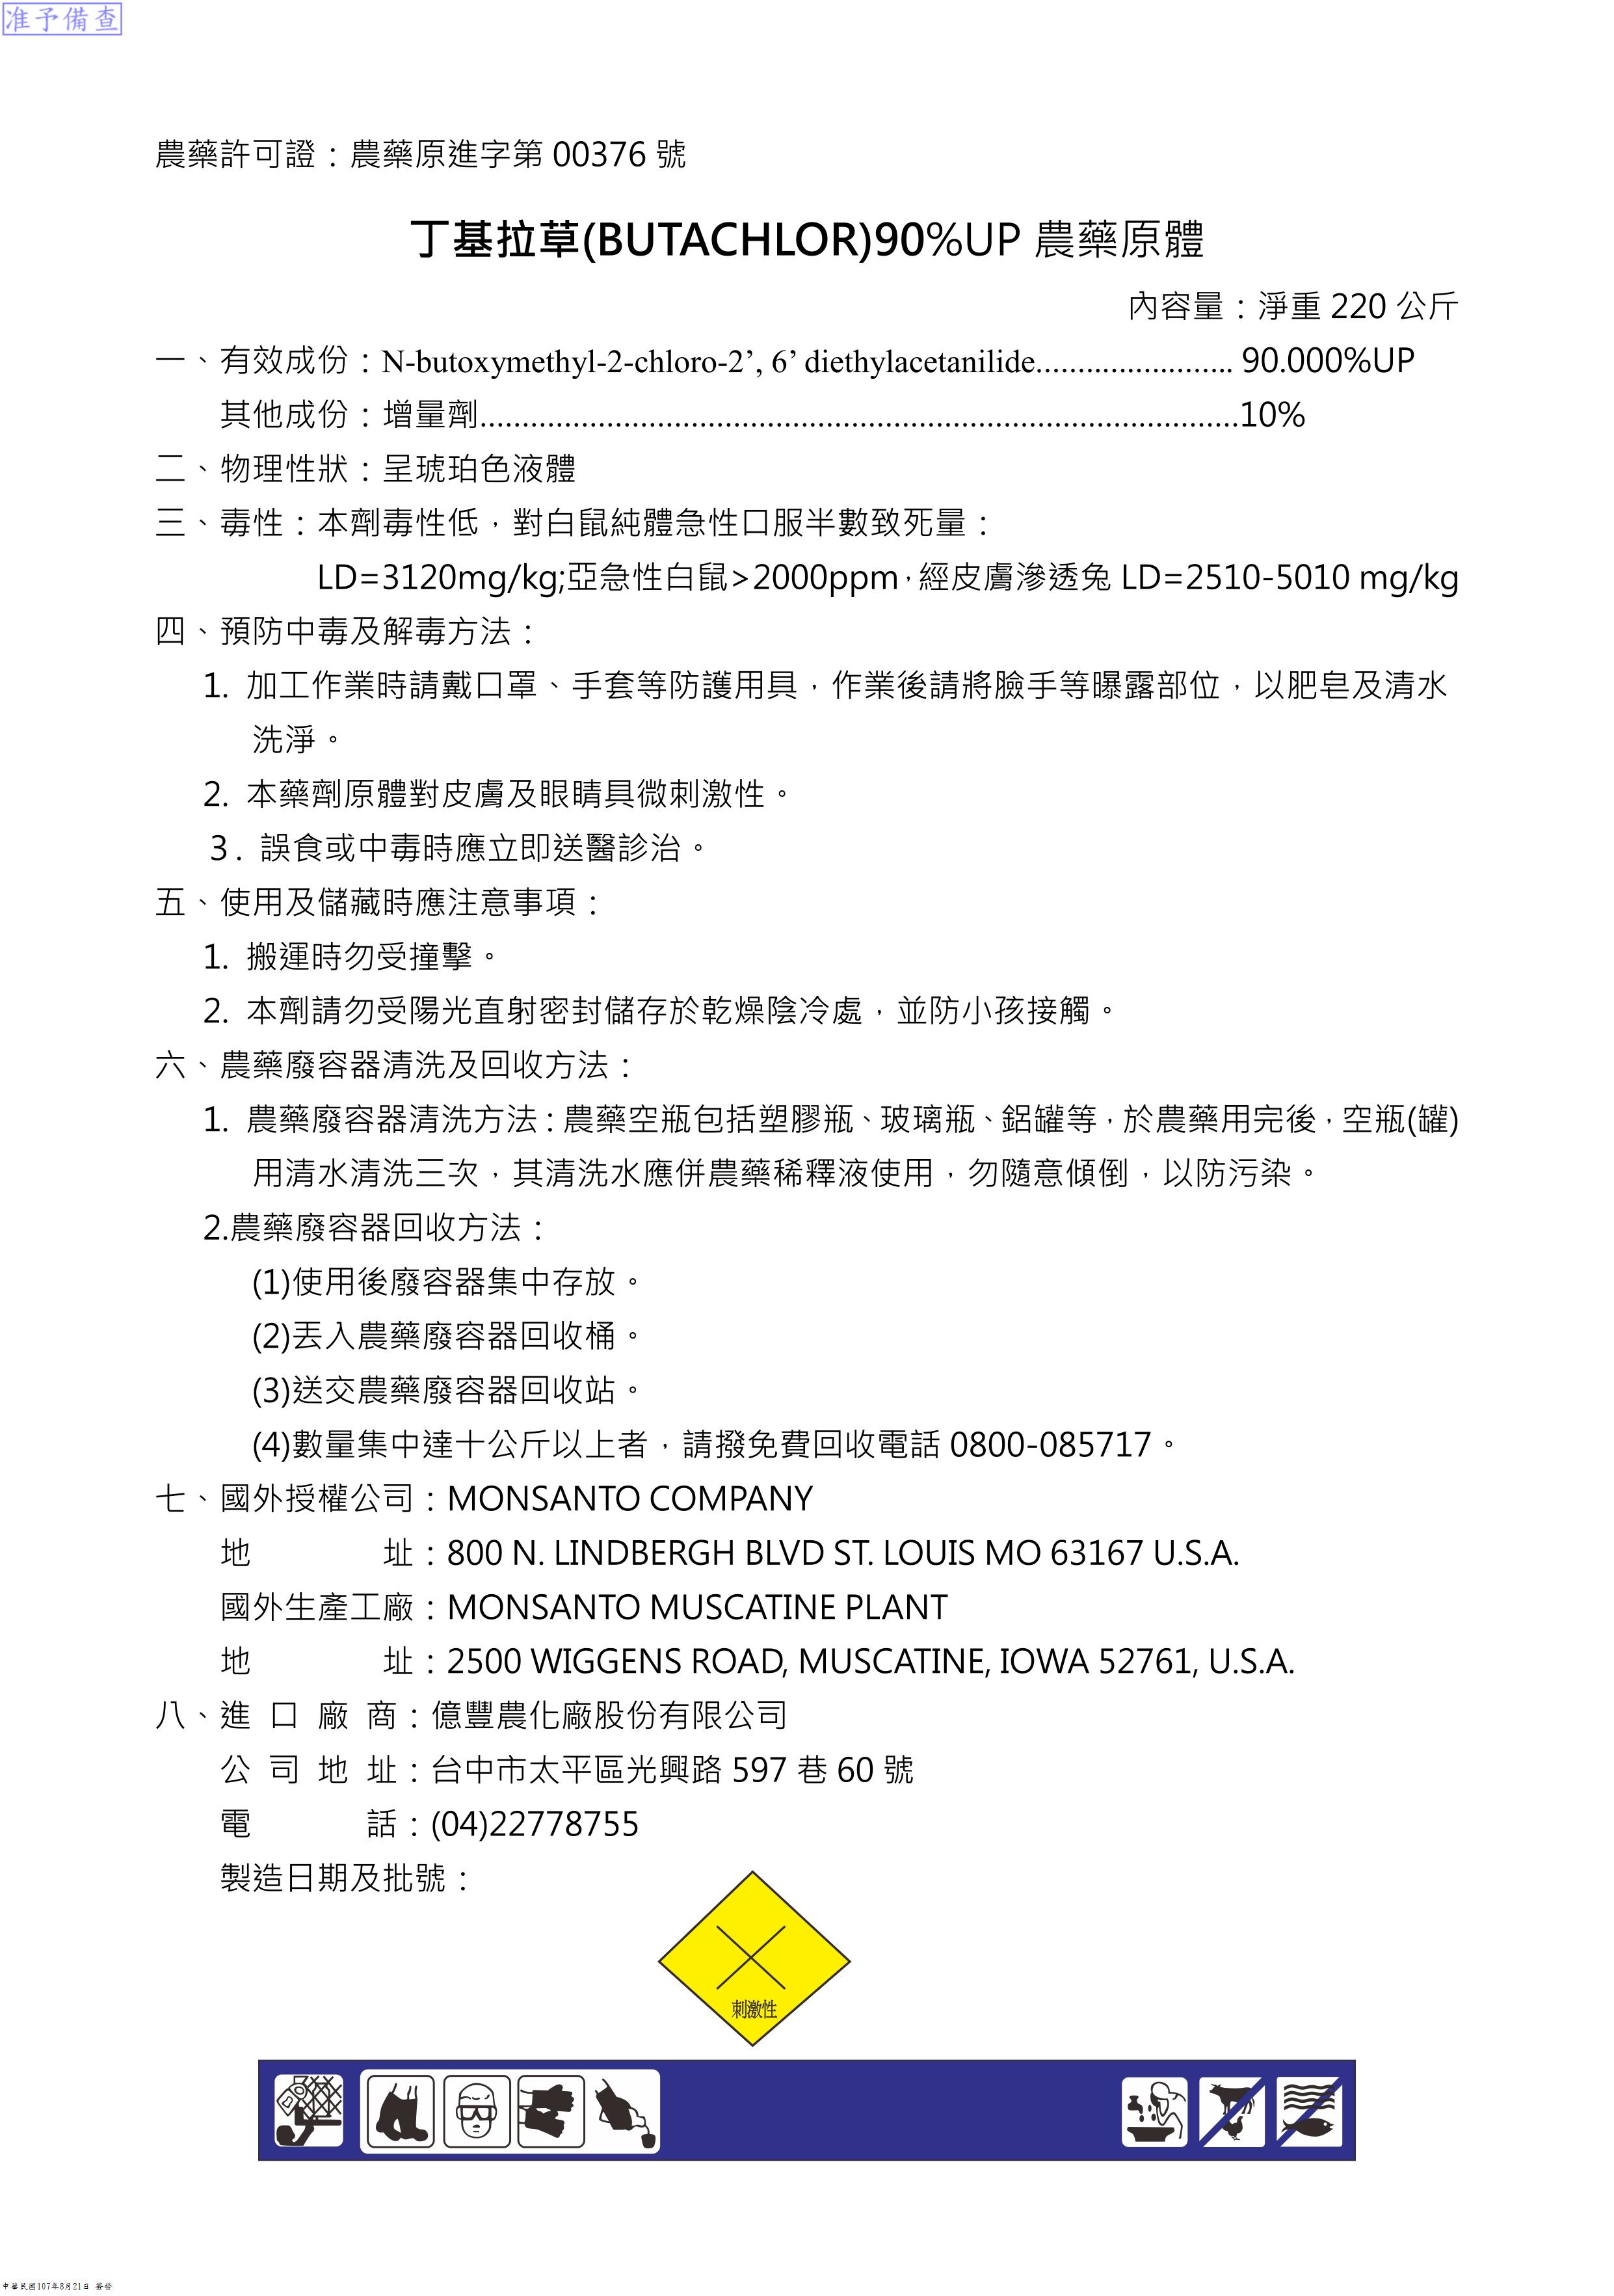 准予備查
農藥許可證：農藥原進字第 00376 號
丁基拉草(BUTACHLOR)90%UP 農藥原體
內容量：淨重 220 公斤
一、有效成份：N-butoxymethyl-2-chloro-2’, 6’ diethylacetanilide........................ 90.000%UP
其他成份：增量劑...........................................................................................10%
二、物理性狀：呈琥珀色液體
三、毒性：本劑毒性低，對白鼠純體急性口服半數致死量：
LD=3120mg/kg;亞急性白鼠>2000ppm，經皮膚滲透兔 LD=2510-5010 mg/kg
四、預防中毒及解毒方法：
1. 加工作業時請戴口罩、手套等防護用具，作業後請將臉手等曝露部位，以肥皂及清水
洗淨。
2. 本藥劑原體對皮膚及眼睛具微刺激性。
3. 誤食或中毒時應立即送醫診治。
五、使用及儲藏時應注意事項：
1. 搬運時勿受撞擊。
2. 本劑請勿受陽光直射密封儲存於乾燥陰冷處，並防小孩接觸。
六、農藥廢容器清洗及回收方法：
1. 農藥廢容器清洗方法：農藥空瓶包括塑膠瓶、玻璃瓶、鋁罐等，於農藥用完後，空瓶(罐)
用清水清洗三次，其清洗水應併農藥稀釋液使用，勿隨意傾倒，以防污染。
2.農藥廢容器回收方法：
(1)使用後廢容器集中存放。
(2)丟入農藥廢容器回收桶。
(3)送交農藥廢容器回收站。
(4)數量集中達十公斤以上者，請撥免費回收電話 0800-085717。
七、國外授權公司：MONSANTO COMPANY
地址：800 N. LINDBERGH BLVD ST. LOUIS MO 63167 U.S.A.
國外生產工廠：MONSANTO MUSCATINE PLANT
地址：2500 WIGGENS ROAD, MUSCATINE, IOWA 52761, U.S.A.
八、進口廠商：億豐農化廠股份有限公司
公司地址：台中市太平區光興路 597 巷 60 號
電話：(04)22778755
製造日期及批號：
刺激性
中華民國107年8月21日 簽發